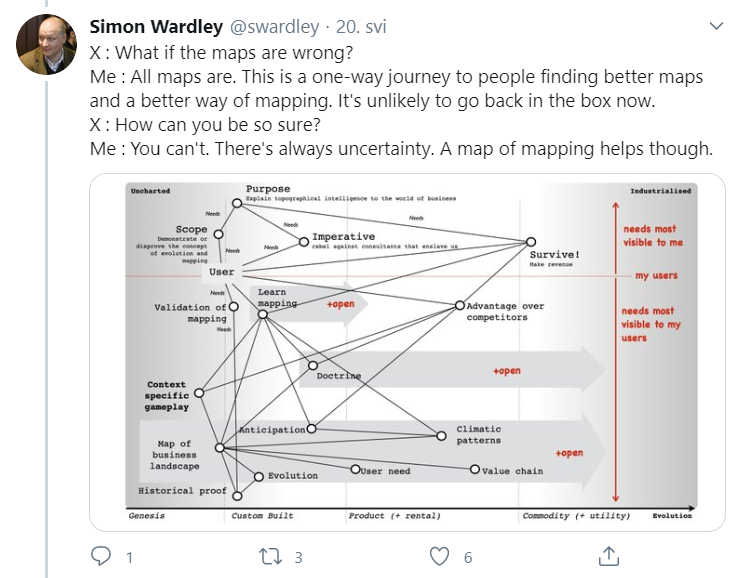 Simon Wardley @swardley · 20. svi
X : What if the maps are wrong?
Me : All maps are. This is a one-way journey to people finding better maps
and a better way of mapping. It's unlikely to go back in the box now.
X : How can you be so sure?
Me : You can't. There's always uncertainty. A map of mapping helps though.
Uncharted
Industrialised
Purpose
Explain topographical intelligence to the world of business
Needs
Needs
Needs
Scope
Demonstrate or
disprove the concept
of evolution and
mapping
Imperative
rebel against consultants that enslave us
Needs
Needs
needs most
visible to me
Survive!
Make revenue
User
my users
Needs
Learn
mapping
+open
Validation of
mapping
Needs
Advantage over
competitors
needs most
visible to my
users
Doctrine
+open
Context
specific
gameplay
Anticipation
Climatic
patterns
Map of
business
landscape
+open
Evolution
User need
Value chain
Historical proof
Genesis
Custom Built
Product (+ rental)
Commodity (+ utility)
Evolution
1
3
6